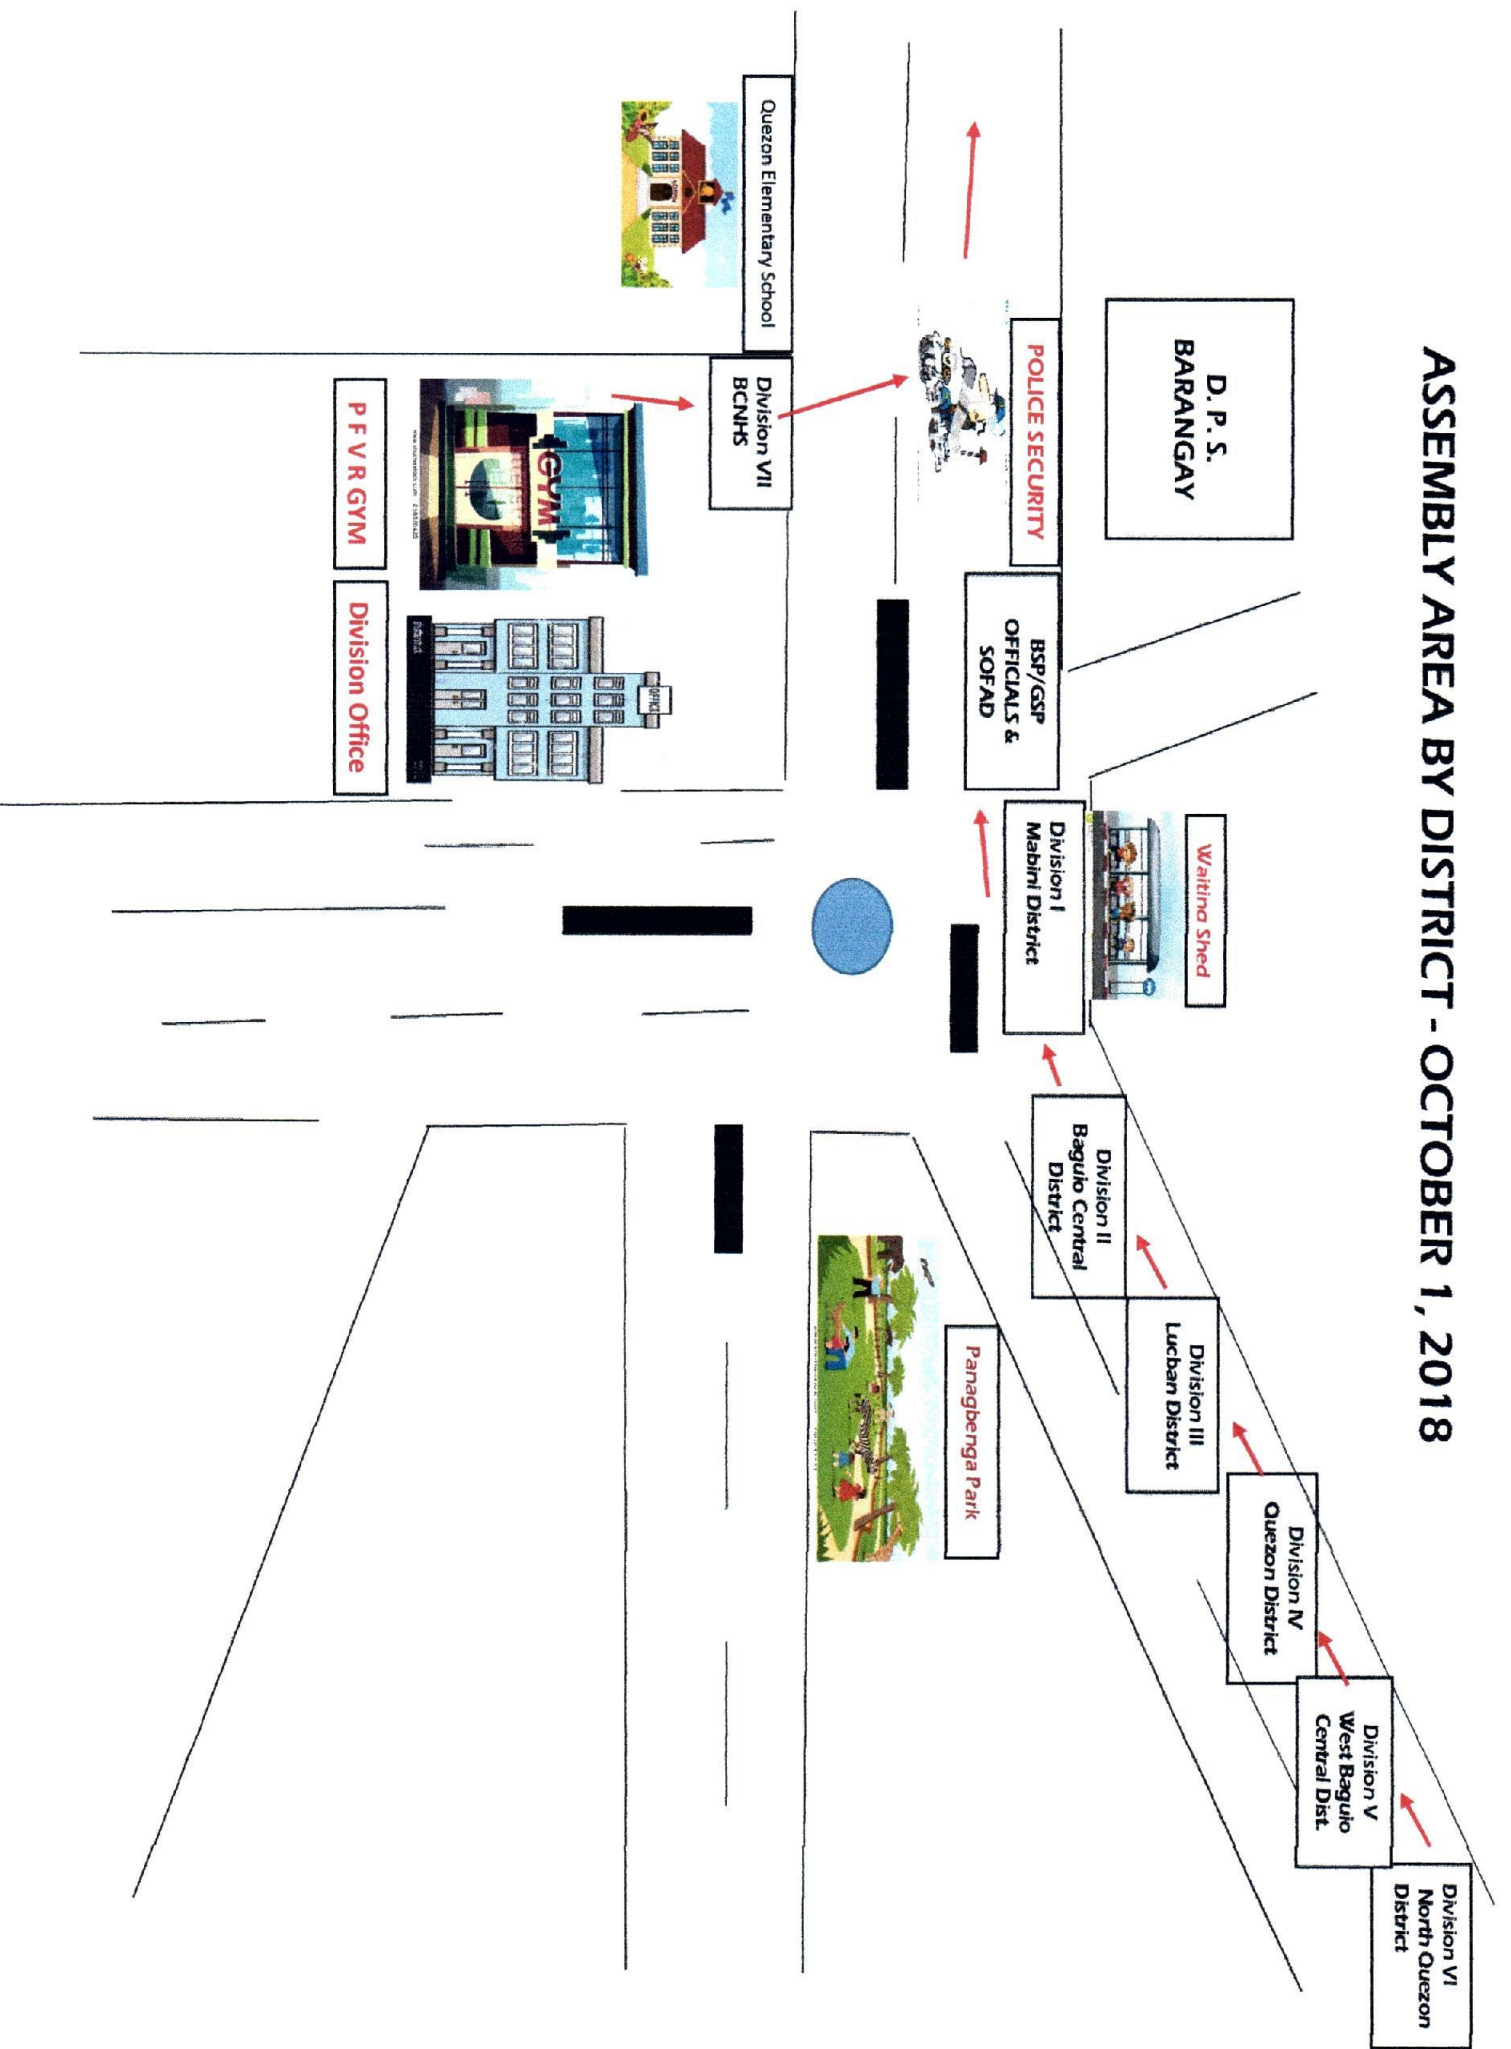 ASSEMBLY AREA BY DISTRICT - OCTOBER 1, 2018
D. P. S.
BARANGAY
Waiting Shed
POLICE SECURITY
BSP/GSP
OFFICIALS &
SOFAD
Division I
Mabini District
Division II
Baguio Central
District
Division III
Lucban District
Division IV
Quezon District
Division V
West Baguio
Central Dist.
Division VI
North Quezon
District
Quezon Elementary School
Division VII
BCNHS
GYM
OFFICE
Panagbenga Park
P F V R GYM
Division Office